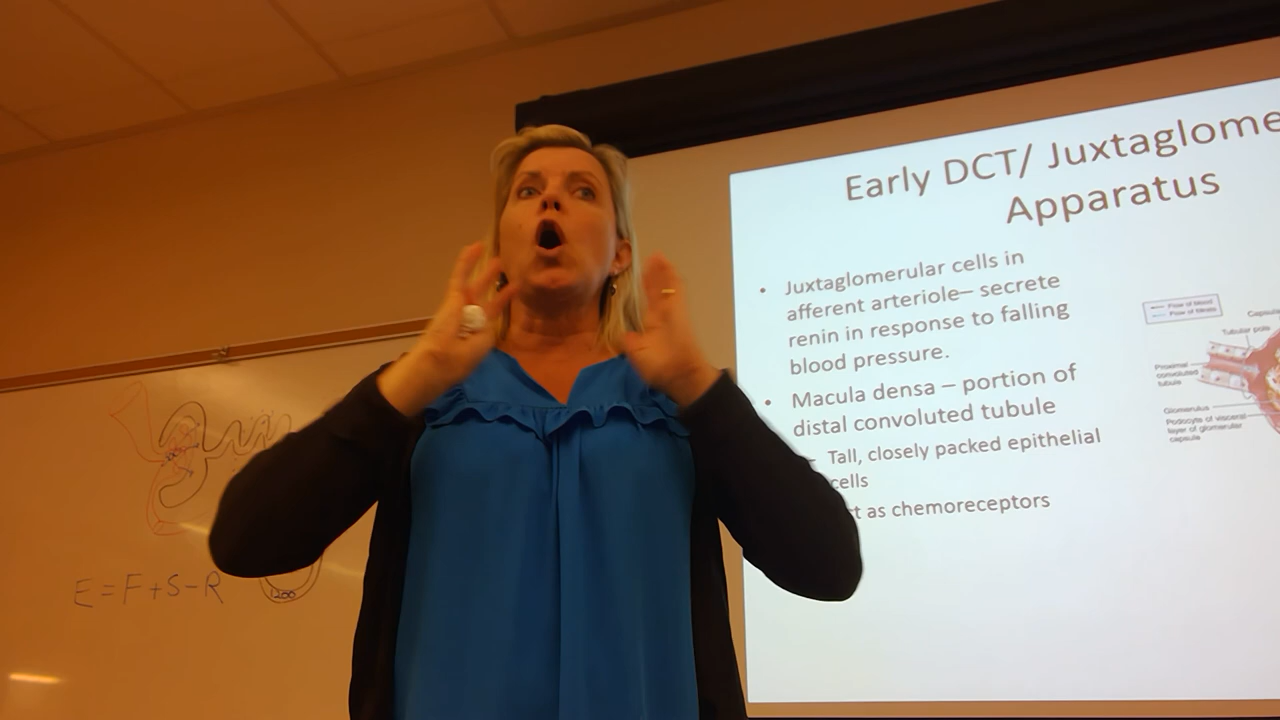 Early DCT/ Juxtaglome
Apparatus
• Juxtaglomerular cells in
afferent arteriole– secrete
renin in response to falling
blood pressure.
• Macula densa – portion of
distal convoluted tubule
– Tall, closely packed epithelial
cells
t as chemoreceptors
Flow of blood
Flow of filtrate
Capsula
Tubular pole
Proximal
convoluted
tubule
Glomerulus
Podocyte of visceral
layer of glomerular
capsule
E = F + S – R
1200